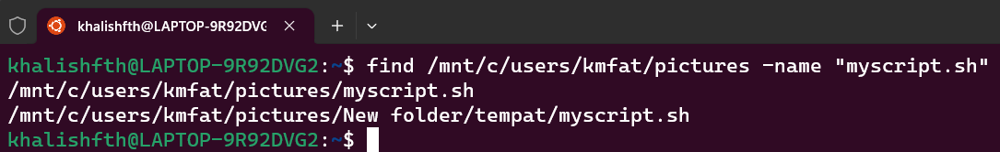 khalishfth@LAPTOP-9R92DVG
khalishfth@LAPTOP-9R92DVG2:~$ find /mnt/c/users/kmfat/pictures -name "myscript.sh"
/mnt/c/users/kmfat/pictures/myscript.sh
/mnt/c/users/kmfat/pictures/New folder/tempat/myscript.sh
khalishfth@LAPTOP-9R92DVG2:~$